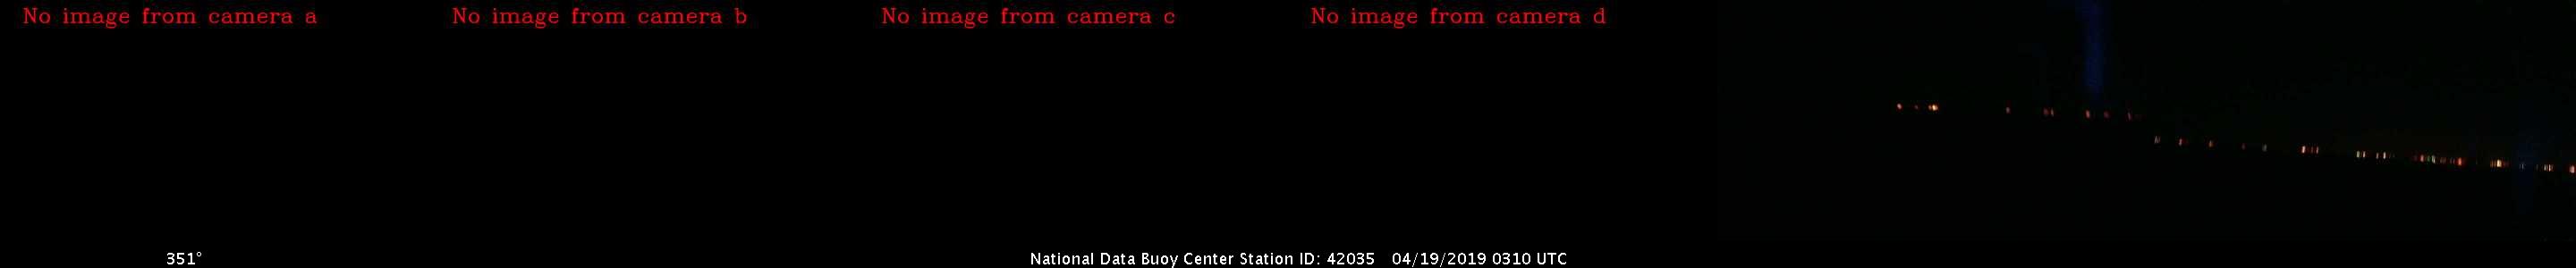 No image from camera a
No image from camera b
No image from camera c
No image from camera d
351°
National Data Buoy Center Station ID: 42035 04/19/2019 0310 UTC